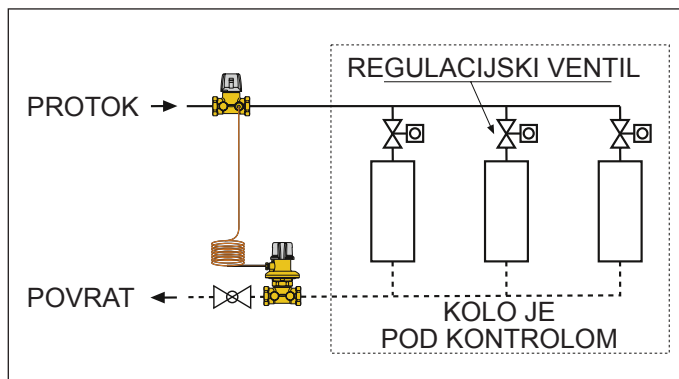 REGULACIJSKI VENTIL
PROTOK
POVRAT
KOLO JE
POD KONTROLOM